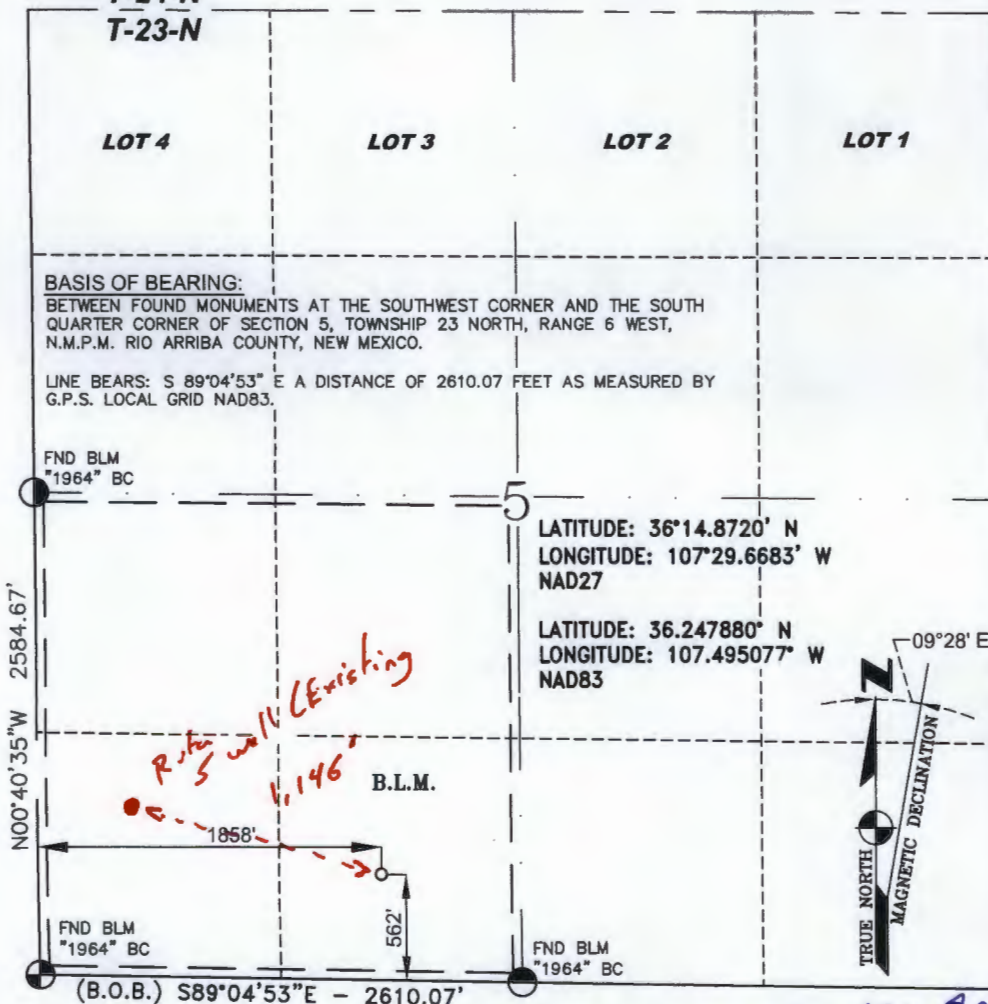 T-23-N
LOT 4
LOT 3
LOT 2
LOT 1
BASIS OF BEARING:
BETWEEN FOUND MONUMENTS AT THE SOUTHWEST CORNER AND THE SOUTH
QUARTER CORNER OF SECTION 5, TOWNSHIP 23 NORTH, RANGE 6 WEST,
N.M.P.M. RIO ARRIBA COUNTY, NEW MEXICO.
LINE BEARS: S 89°04'53" E A DISTANCE OF 2610.07 FEET AS MEASURED BY
G.P.S. LOCAL GRID NAD83.
FND BLM
"1964" BC
5
LATITUDE: 36°14.8720' N
LONGITUDE: 107°29.6683' W
NAD27
LATITUDE: 36.247880° N
LONGITUDE: 107.495077° W
NAD83
09°28' E
N00°40'35"W 2584.67'
well (Existing
5
1,146'
B.L.M.
1858'
562'
TRUE NORTH
MAGNETIC DECLINATION
N
FND BLM
"1964" BC
FND BLM
"1964" BC
(B.O.B.) S89°04'53"E - 2610.07'